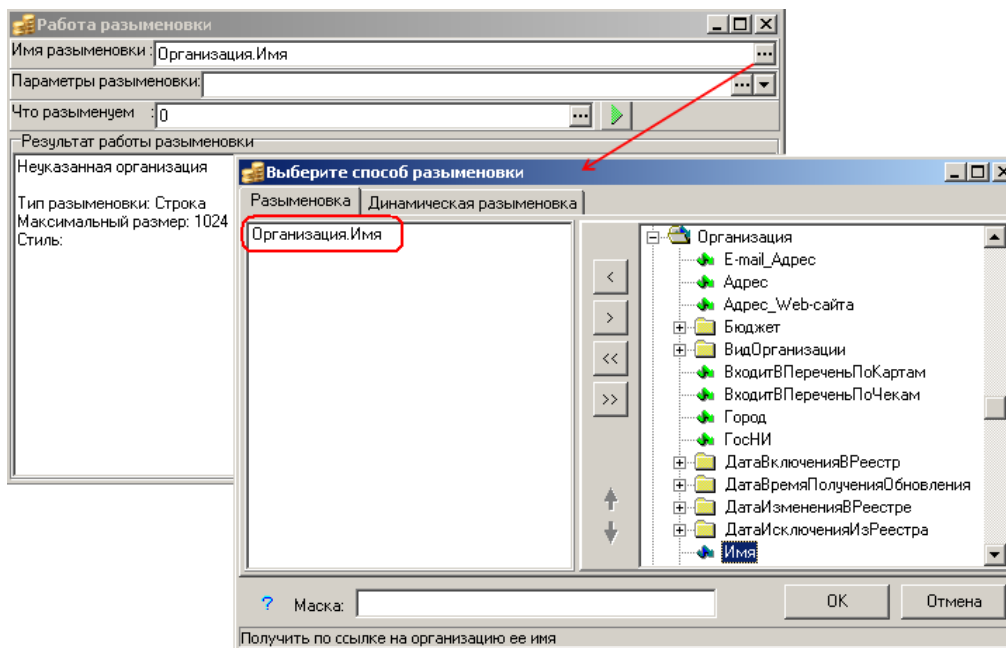 Работа разыменовки
Имя разыменовки : Организация.Имя ...
Параметры разыменовки: ...
Что разыменуем : 0 ...
Результат работы разыменовки
Неуказанная организация
Тип разыменовки: Строка
Максимальный размер: 1024
Стиль:
Выберите способ разыменовки
Разыменовка Динамическая разыменовка
Организация.Имя
<
>
<<
>>
Организация
E-mail_Адрес
Адрес
Адрес_Web-сайта
Бюджет
ВидОрганизации
ВходитВПереченьПоКартам
ВходитВПереченьПоЧекам
Город
ГосНИ
ДатаВключенияВРеестр
ДатаВремяПолученияОбновления
ДатаИзмененияВРеестре
ДатаИсключенияИзРеестра
Имя
? Маска: OK Отмена
Получить по ссылке на организацию ее имя